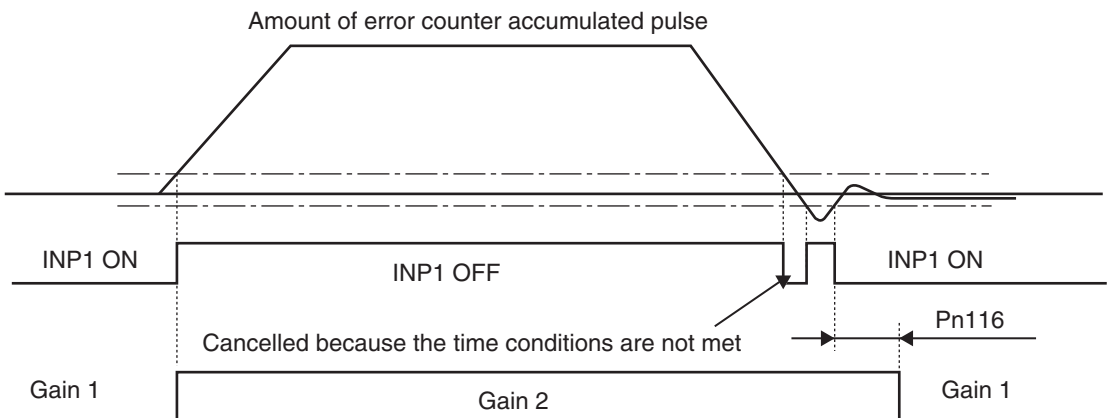 Amount of error counter accumulated pulse
INP1 ON
INP1 OFF
INP1 ON
Pn116
Cancelled because the time conditions are not met
Gain 1
Gain 2
Gain 1